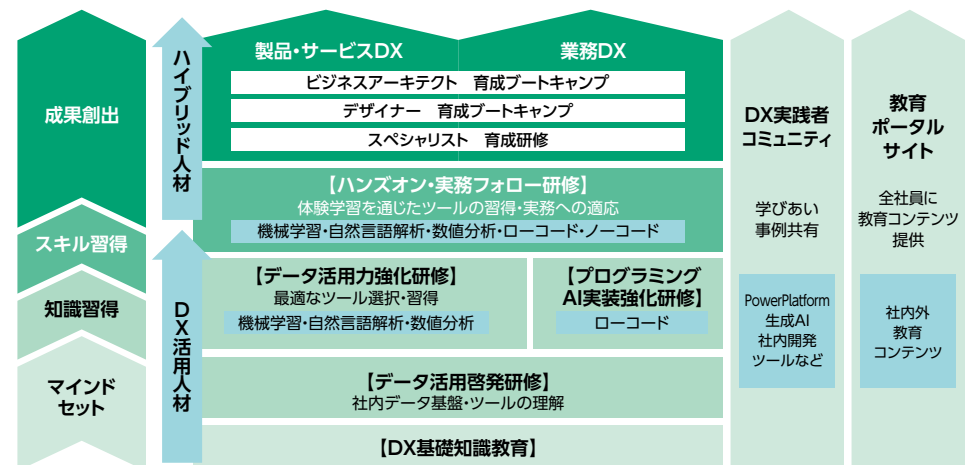 成果創出
スキル習得
知識習得
マインド
セット
ハイブリッド人材
DX活用人材
製品・サービスDX
業務DX
ビジネスアーキテクト　育成ブートキャンプ
デザイナー　育成ブートキャンプ
スペシャリスト　育成研修
【ハンズオン・実務フォロー研修】
体験学習を通じたツールの習得・実務への適応
機械学習・自然言語解析・数値分析・ローコード・ノーコード
【データ活用力強化研修】
最適なツール選択・習得
機械学習・自然言語解析・数値分析
【プログラミング
AI実装強化研修】
ローコード
【データ活用啓発研修】
社内データ基盤・ツールの理解
【DX基礎知識教育】
DX実践者
コミュニティ
学びあい
事例共有
PowerPlatform
生成AI
社内開発
ツールなど
教育
ポータル
サイト
全社員に
教育コンテンツ
提供
社内外
教育
コンテンツ